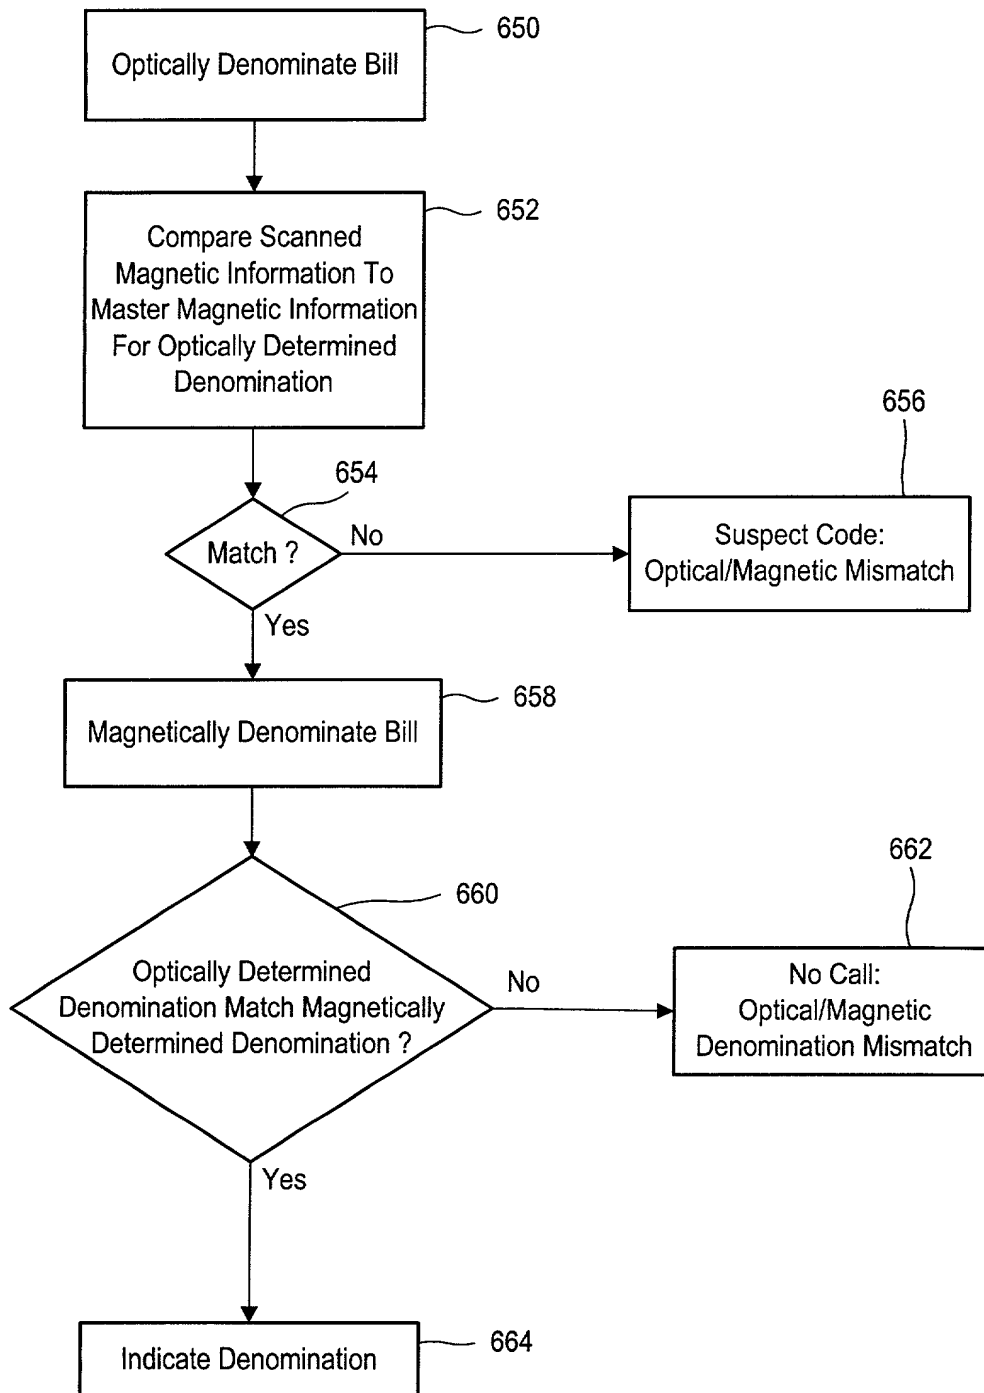 650
Optically Denominate Bill
652
Compare Scanned
Magnetic Information To
Master Magnetic Information
For Optically Determined
Denomination
656
654
Match ?
No
Suspect Code:
Optical/Magnetic Mismatch
Yes
658
Magnetically Denominate Bill
662
660
Optically Determined
Denomination Match Magnetically
Determined Denomination ?
No
No Call:
Optical/Magnetic
Denomination Mismatch
Yes
664
Indicate Denomination